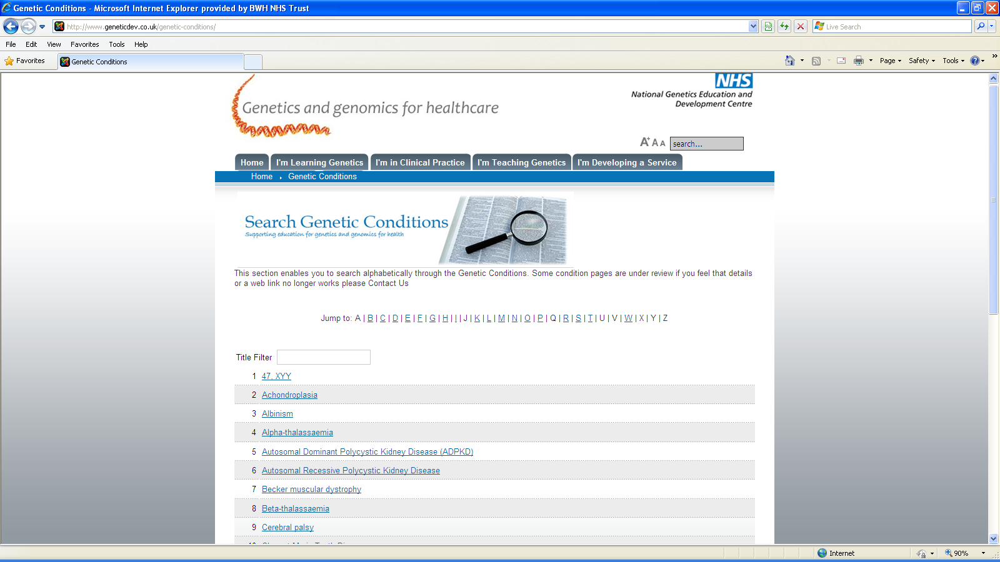 Genetic Conditions - Microsoft Internet Explorer provided by BWH NHS Trust
http://www.geneticdev.co.uk/genetic-conditions/
Live Search
File Edit View Favorites Tools Help
Favorites Genetic Conditions Page Safety Tools
NHS
National Genetics Education and
Development Centre
Genetics and genomics for healthcare
A+ A A search...
Home I'm Learning Genetics I'm in Clinical Practice I'm Teaching Genetics I'm Developing a Service
Home Genetic Conditions
Search Genetic Conditions
Supporting education for genetics and genomics for health
This section enables you to search alphabetically through the Genetic Conditions. Some condition pages are under review if you feel that details
or a web link no longer works please Contact Us
Jump to: A | B | C | D | E | F | G | H | I | J | K | L | M | N | O | P | Q | R | S | T | U | V | W | X | Y | Z
Title Filter
1 47, XYY
2 Achondroplasia
3 Albinism
4 Alpha-thalassaemia
5 Autosomal Dominant Polycystic Kidney Disease (ADPKD)
6 Autosomal Recessive Polycystic Kidney Disease
7 Becker muscular dystrophy
8 Beta-thalassaemia
9 Cerebral palsy
Internet 90%